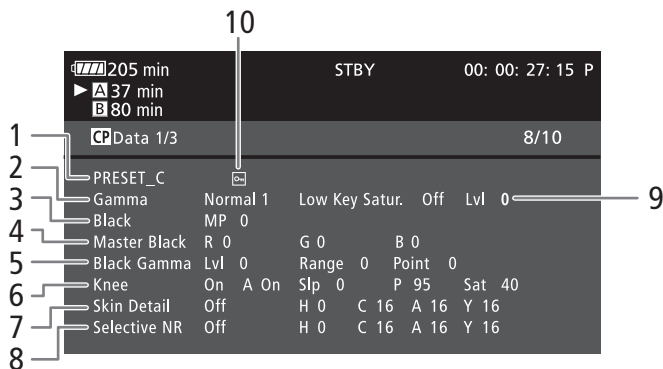 10
205 min STBY 00: 00: 27: 15 P
A 37 min
B 80 min
CP Data 1/3 8/10
1 PRESET_C
2 Gamma Normal 1 Low Key Satur. Off Lvl 0 9
3 Black MP 0
4 Master Black R 0 G 0 B 0
5 Black Gamma Lvl 0 Range 0 Point 0
6 Knee On A On Slp 0 P 95 Sat 40
7 Skin Detail Off H 0 C 16 A 16 Y 16
8 Selective NR Off H 0 C 16 A 16 Y 16